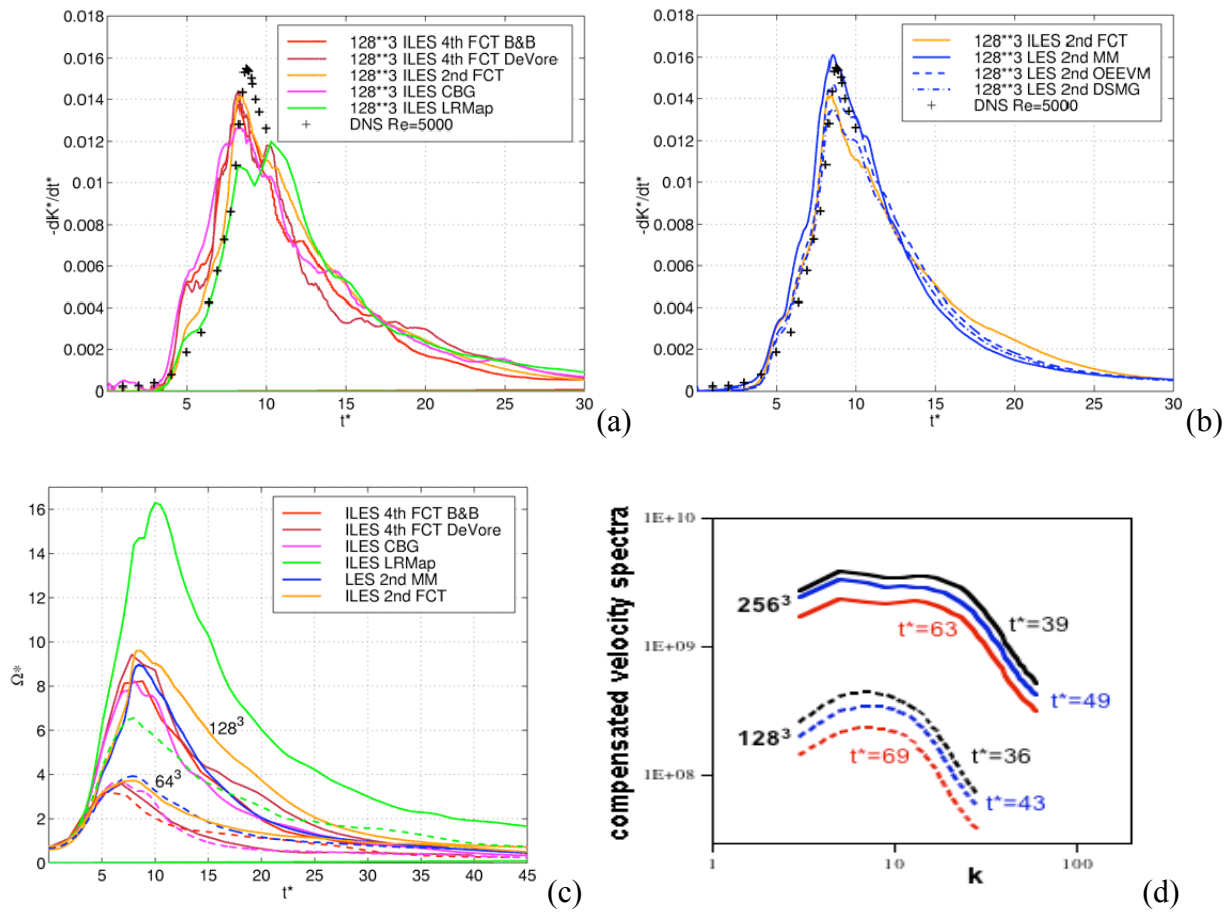 0.018
0.016
0.014
0.012
0.01
0.008
0.006
0.004
0.002
0
-dK*/dt*
128**3 ILES 4th FCT B&B
128**3 ILES 4th FCT DeVore
128**3 ILES 2nd FCT
128**3 ILES CBG
128**3 ILES LRMap
DNS Re=5000
5 10 15 20 25 30
t*
(a)
0.018
0.016
0.014
0.012
0.01
0.008
0.006
0.004
0.002
0
-dK*/dt*
128**3 ILES 2nd FCT
128**3 LES 2nd MM
128**3 LES 2nd OEEVM
128**3 LES 2nd DSMG
DNS Re=5000
5 10 15 20 25 30
t*
(b)
16
14
12
10
8
6
4
2
0
Ω*
ILES 4th FCT B&B
ILES 4th FCT DeVore
ILES CBG
ILES LRMap
LES 2nd MM
ILES 2nd FCT
128³
64³
0 5 10 15 20 25 30 35 40 45
t*
(c)
compensated velocity spectra
1E+10
1E+09
1E+08
256³
t*=63
t*=39
t*=49
128³
t*=69
t*=36
t*=43
1 10 100
k
(d)